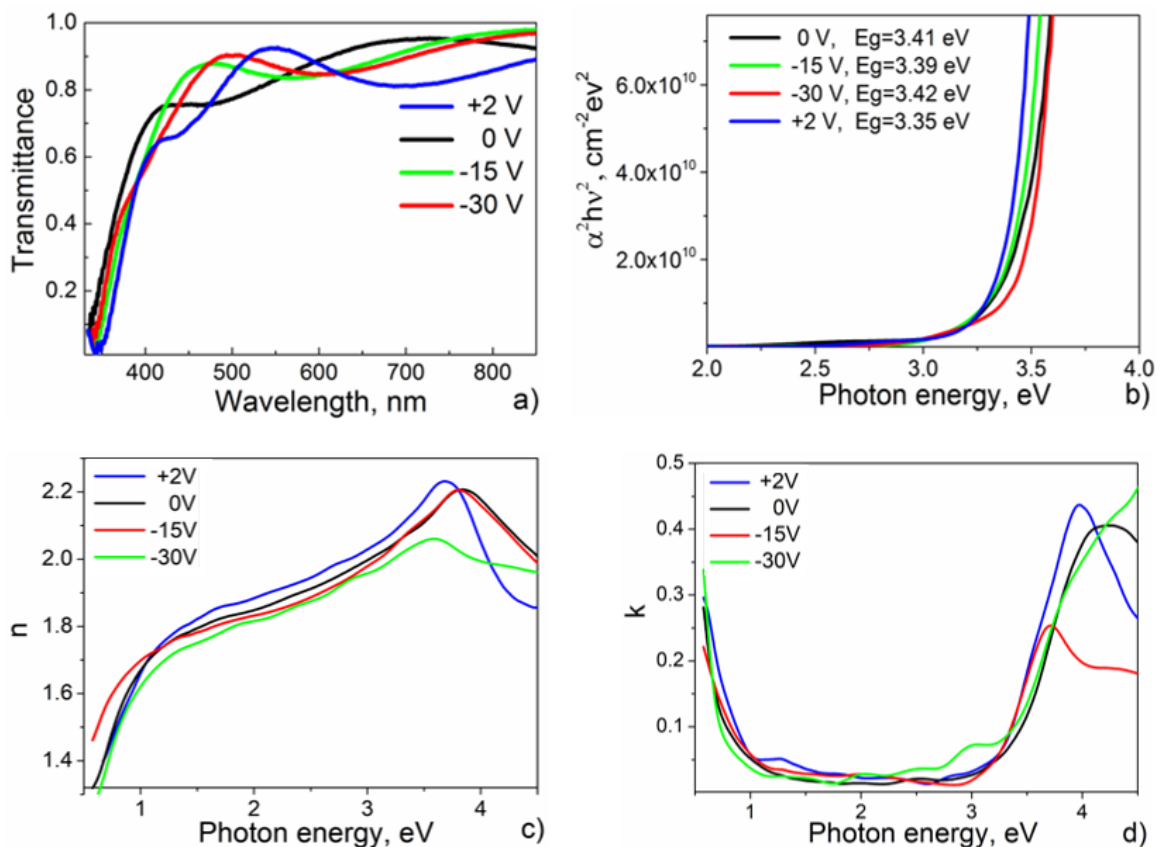 1.0
0.8
0.6
0.4
0.2
Transmittance
+2 V
0 V
-15 V
-30 V
400 500 600 700 800
Wavelength, nm
a)
0 V, Eg=3.41 eV
-15 V, Eg=3.39 eV
-30 V, Eg=3.42 eV
+2 V, Eg=3.35 eV
6.0x10¹⁰
4.0x10¹⁰
2.0x10¹⁰
α²hν², cm⁻²ev²
2.0 2.5 3.0 3.5 4.0
Photon energy, eV
b)
+2V
0V
-15V
-30V
2.2
2.0
1.8
1.6
1.4
n
1 2 3 4
Photon energy, eV
c)
+2V
0V
-15V
-30V
0.5
0.4
0.3
0.2
0.1
k
1 2 3 4
Photon energy, eV
d)